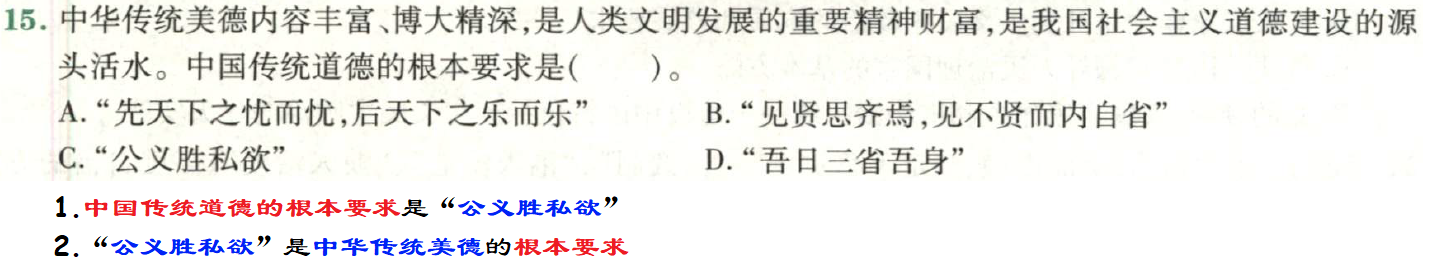 15. 中华传统美德内容丰富、博大精深,是人类文明发展的重要精神财富,是我国社会主义道德建设的源
头活水。中国传统道德的根本要求是(    )。
A. “先天下之忧而忧,后天下之乐而乐” B. “见贤思齐焉,见不贤而内自省”
C. “公义胜私欲” D. “吾日三省吾身”
1.中国传统道德的根本要求是“公义胜私欲”
2.“公义胜私欲”是中华传统美德的根本要求